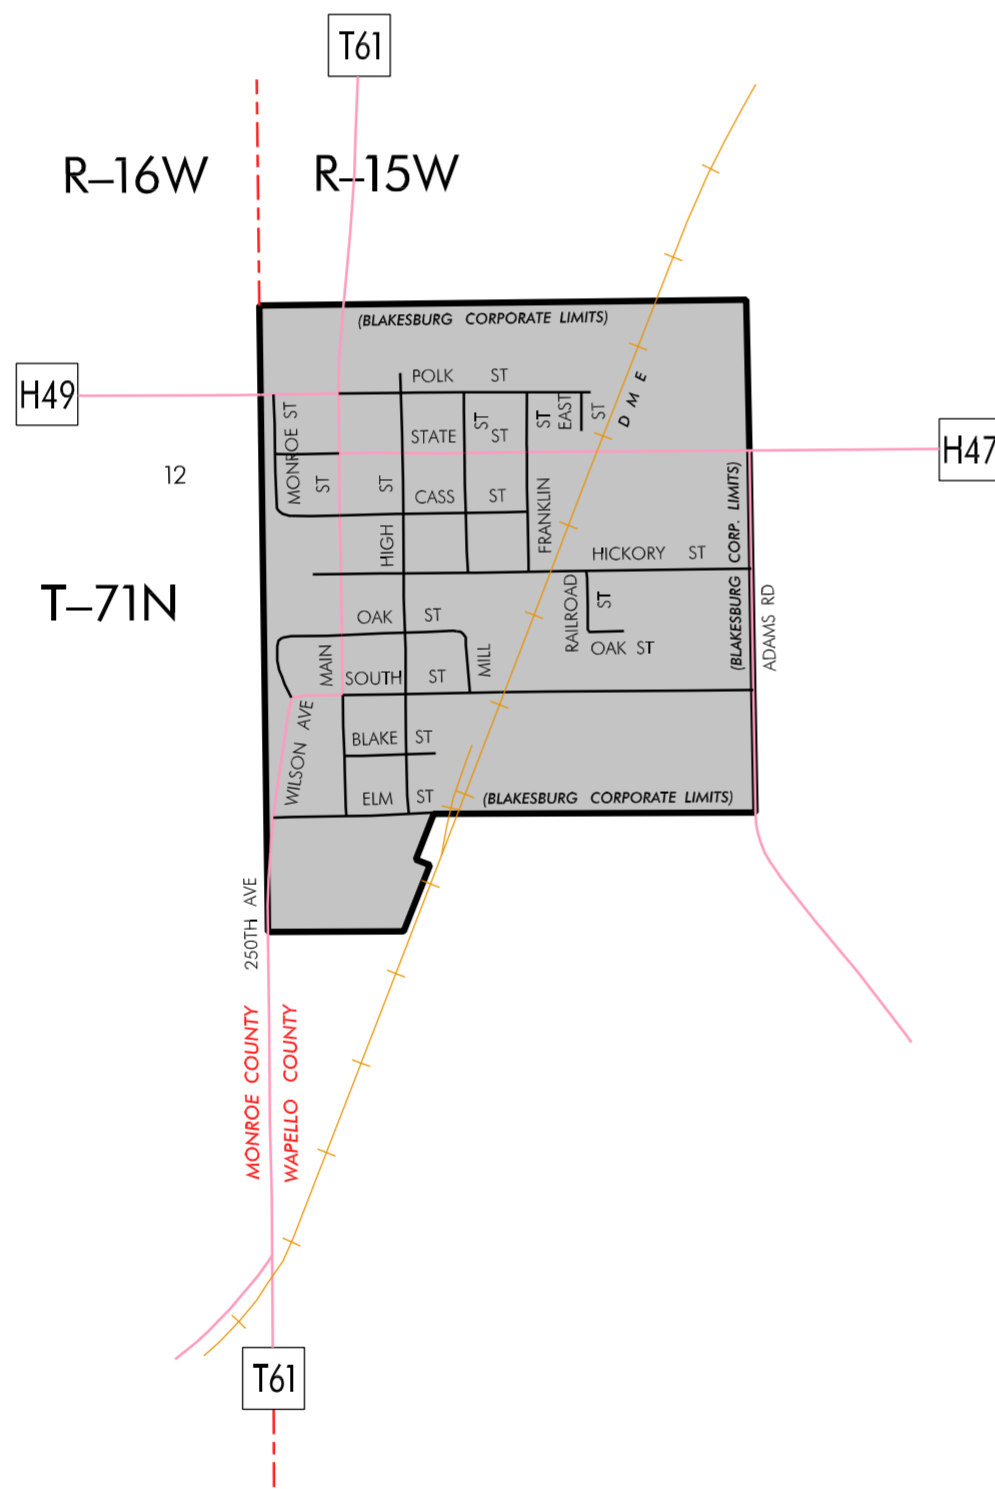 T61
R–16W
R–15W
(BLAKESBURG CORPORATE LIMITS)
POLK ST
H49
MONROE ST
STATE ST
ST
ST
EAST ST
DME
H47
12
ST
ST
CASS ST
HIGH
FRANKLIN
(BLAKESBURG CORP. LIMITS)
HICKORY ST
T–71N
OAK ST
RAILROAD ST
OAK ST
ADAMS RD
MAIN
SOUTH ST
MILL
WILSON AVE
BLAKE ST
ELM ST
(BLAKESBURG CORPORATE LIMITS)
250TH AVE
MONROE COUNTY
WAPELLO COUNTY
T61